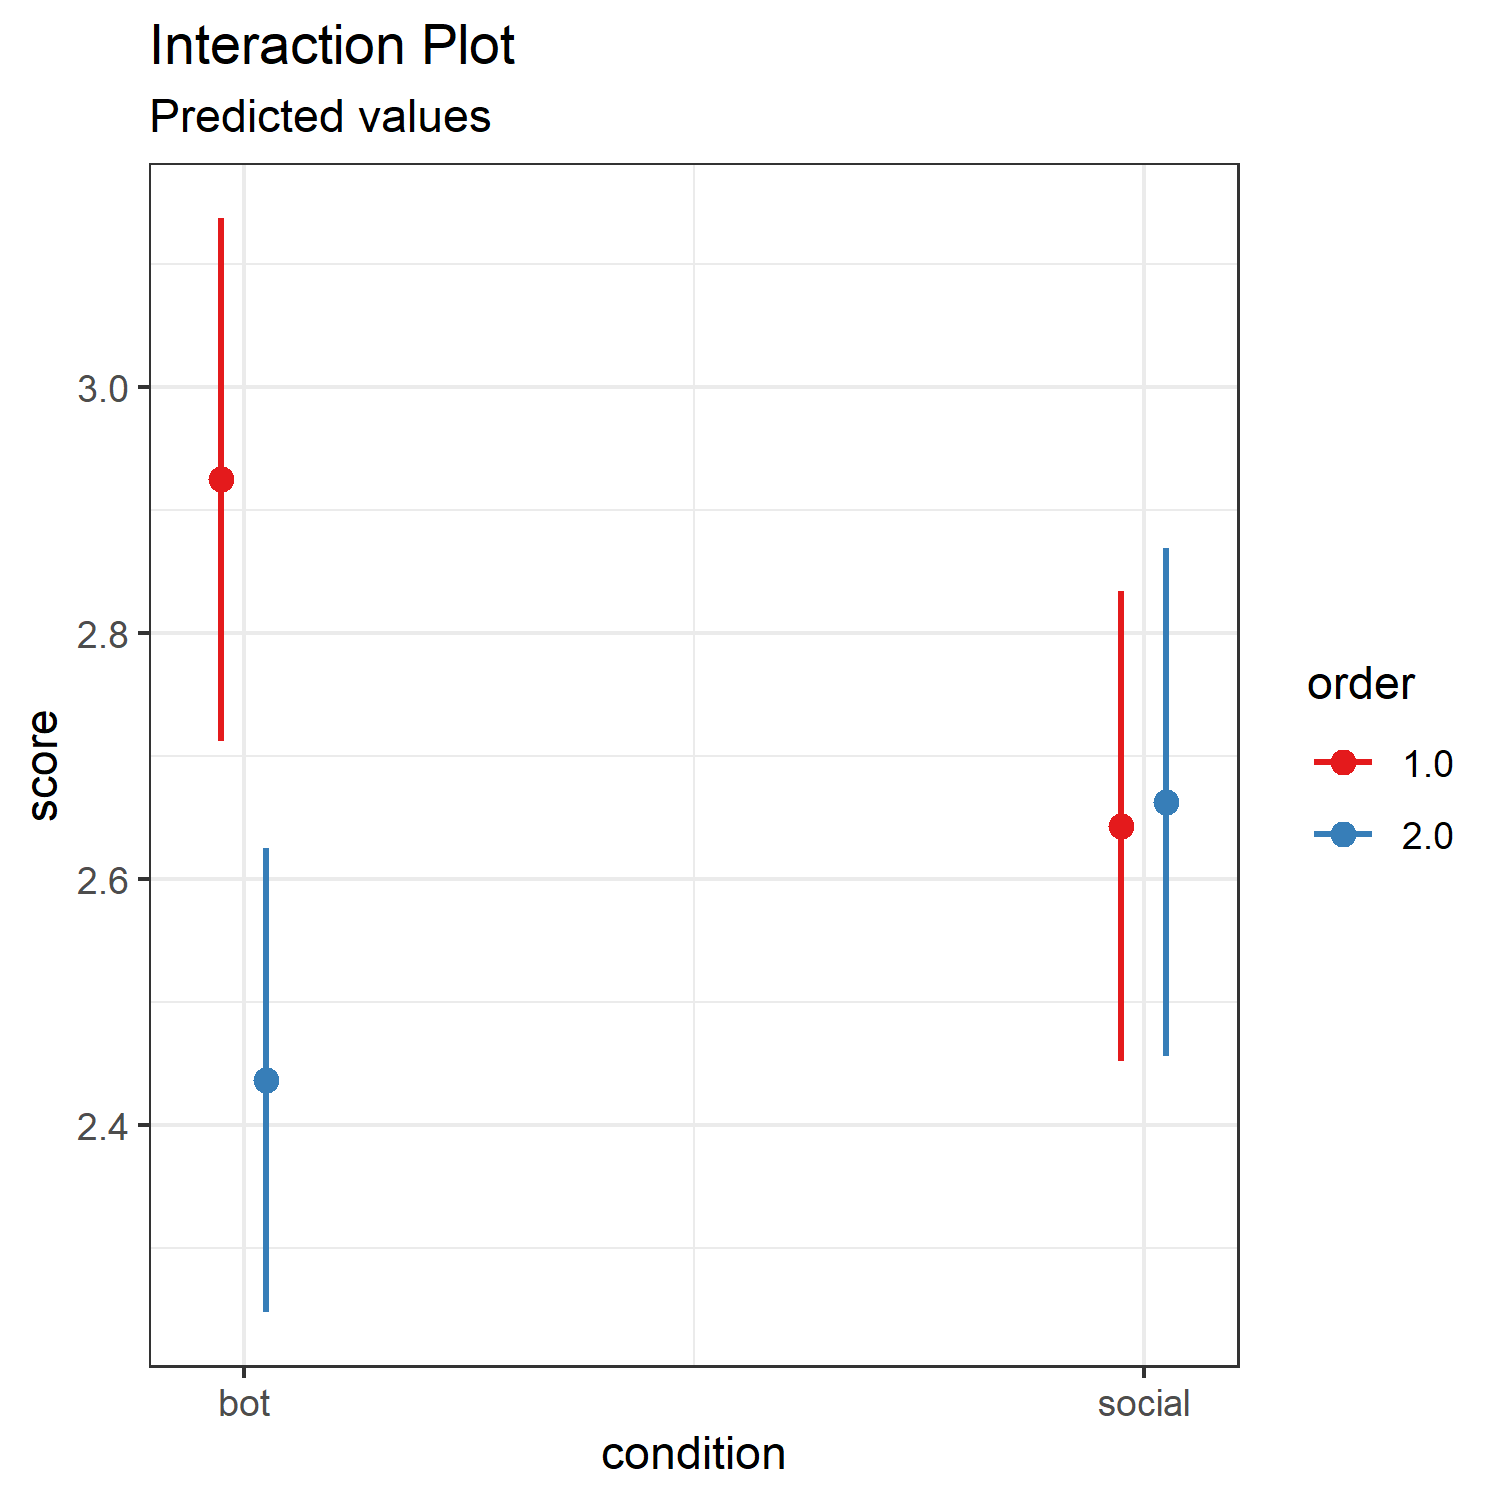 Interaction Plot
Predicted values
score
3.0
2.8
2.6
2.4
bot
social
condition
order
1.0
2.0